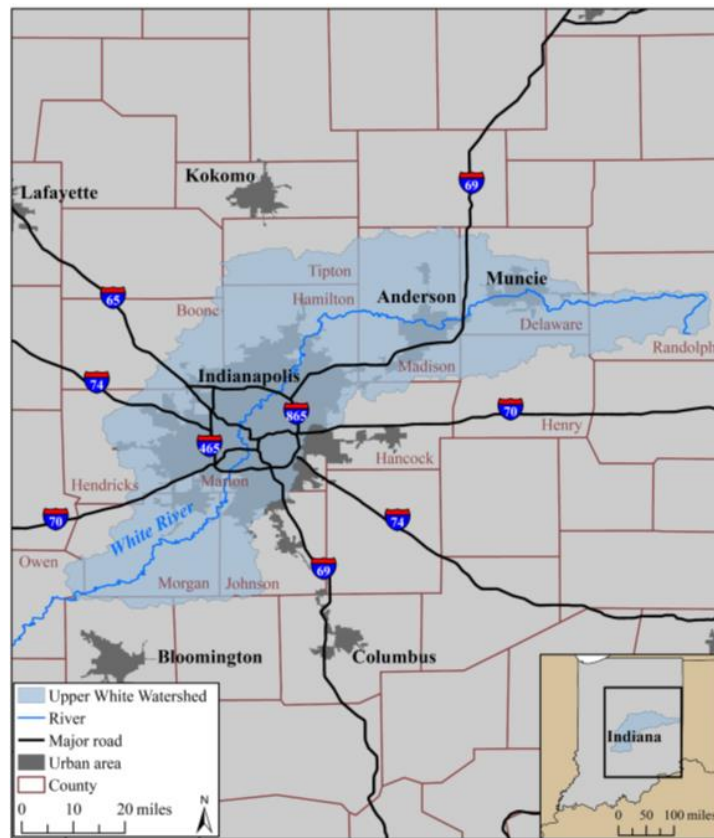 69
Kokomo
Lafayette
Tipton
65
Boone
Hamilton
Anderson
Muncie
Delaware
Randolph
Indianapolis
Madison
74
865
70
465
Henry
Hancock
Hendricks
Marion
70
White River
74
Owen
69
Morgan
Johnson
Bloomington
Columbus
Upper White Watershed
River
Major road
Urban area
County
0 10 20 miles
N
Indiana
0 50 100 miles